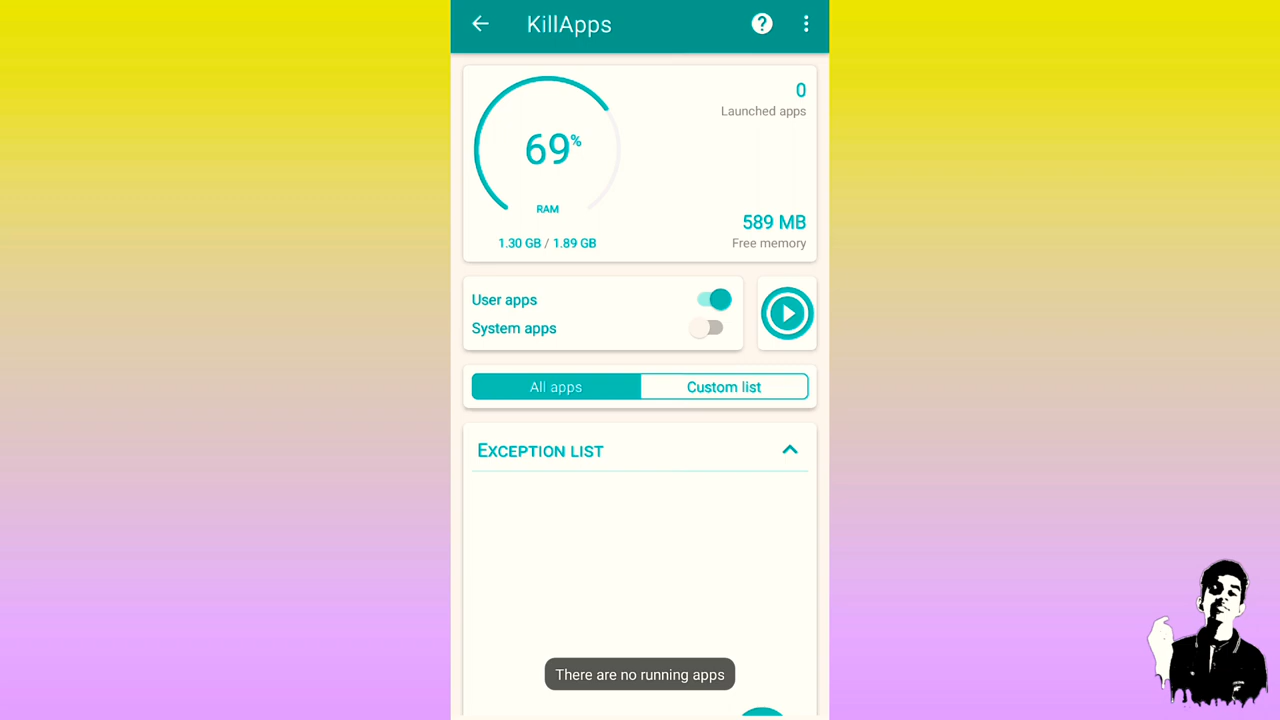 KillApps
69%
RAM
1.30 GB / 1.89 GB
0
Launched apps
589 MB
Free memory
User apps
System apps
All apps
Custom list
EXCEPTION LIST
There are no running apps